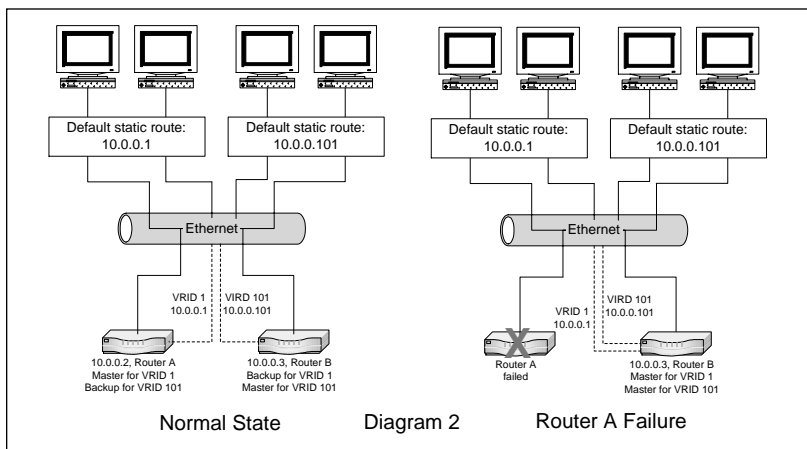 Default static route:
10.0.0.1
Default static route:
10.0.0.101
Ethernet
VRID 1
10.0.0.1
VIRD 101
10.0.0.101
10.0.0.2, Router A
Master for VRID 1
Backup for VRID 101
10.0.0.3, Router B
Backup for VRID 1
Master for VRID 101
Normal State
Diagram 2
Default static route:
10.0.0.1
Default static route:
10.0.0.101
Ethernet
VRID 1
10.0.0.1
VIRD 101
10.0.0.101
X
Router A
failed
10.0.0.3, Router B
Master for VRID 1
Master for VRID 101
Router A Failure